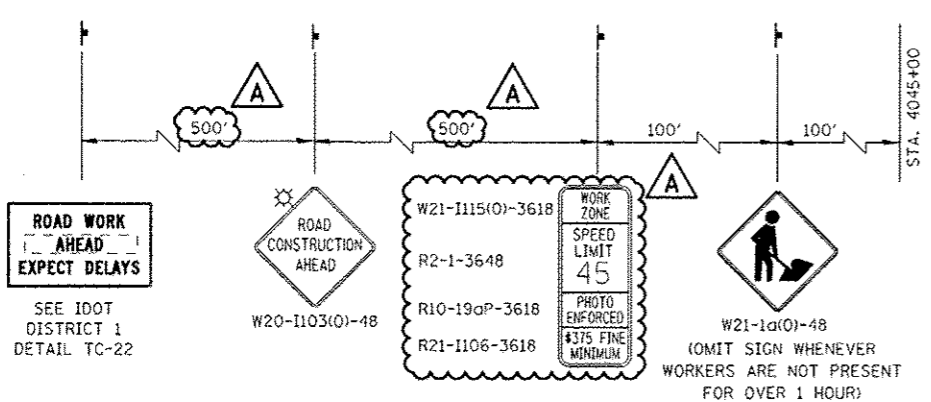 A
A
500'
500'
100'
100'
STA. 4045+00
A
ROAD WORK
AHEAD
EXPECT DELAYS
SEE IDOT
DISTRICT 1
DETAIL TC-22
ROAD
CONSTRUCTION
AHEAD
W20-I103(O)-48
W21-I115(O)-3618
R2-1-3648
R10-19aP-3618
R21-I106-3618
WORK
ZONE
SPEED
LIMIT
45
PHOTO
ENFORCED
$375 FINE
MINIMUM
W21-1a(O)-48
(OMIT SIGN WHENEVER
WORKERS ARE NOT PRESENT
FOR OVER 1 HOUR)